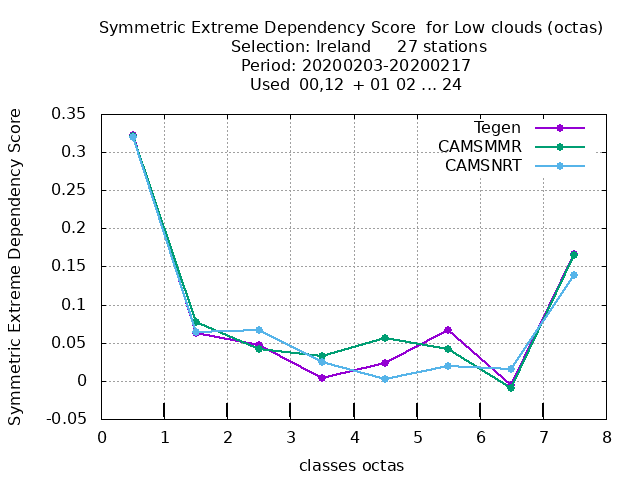 Symmetric Extreme Dependency Score  for Low clouds (octas)
Selection: Ireland     27 stations
Period: 20200203-20200217
Used  00,12  + 01 02 ... 24
Symmetric Extreme Dependency Score
0.35
0.3
0.25
0.2
0.15
0.1
0.05
0
-0.05
Tegen
CAMSMMR
CAMSNRT
0 1 2 3 4 5 6 7 8
classes octas